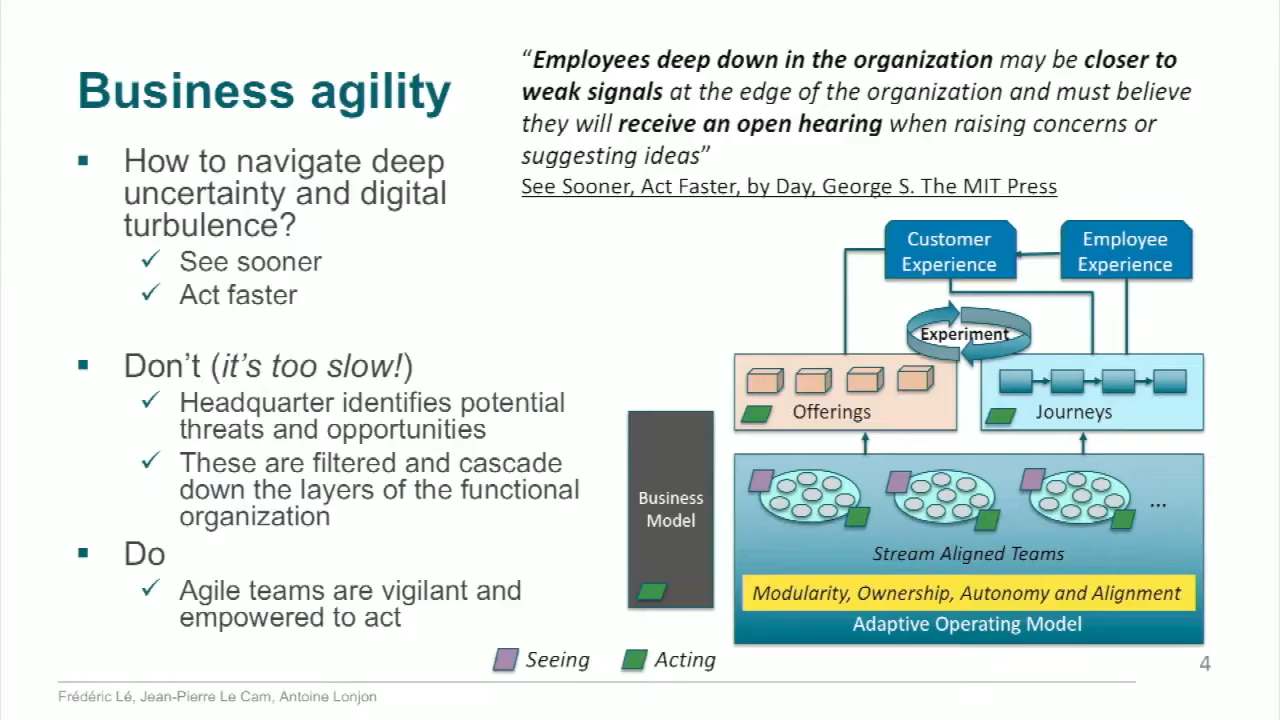 Business agility
How to navigate deep
uncertainty and digital
turbulence?
See sooner
Act faster
Don’t (it’s too slow!)
Headquarter identifies potential
threats and opportunities
These are filtered and cascade
down the layers of the functional
organization
Do
Agile teams are vigilant and
empowered to act
“Employees deep down in the organization may be closer to
weak signals at the edge of the organization and must believe
they will receive an open hearing when raising concerns or
suggesting ideas”
See Sooner, Act Faster, by Day, George S. The MIT Press
Customer
Experience
Employee
Experience
Experiment
Offerings
Journeys
Business
Model
...
Stream Aligned Teams
Modularity, Ownership, Autonomy and Alignment
Adaptive Operating Model
Seeing
Acting
4
Frédéric Lé, Jean-Pierre Le Cam, Antoine Lonjon